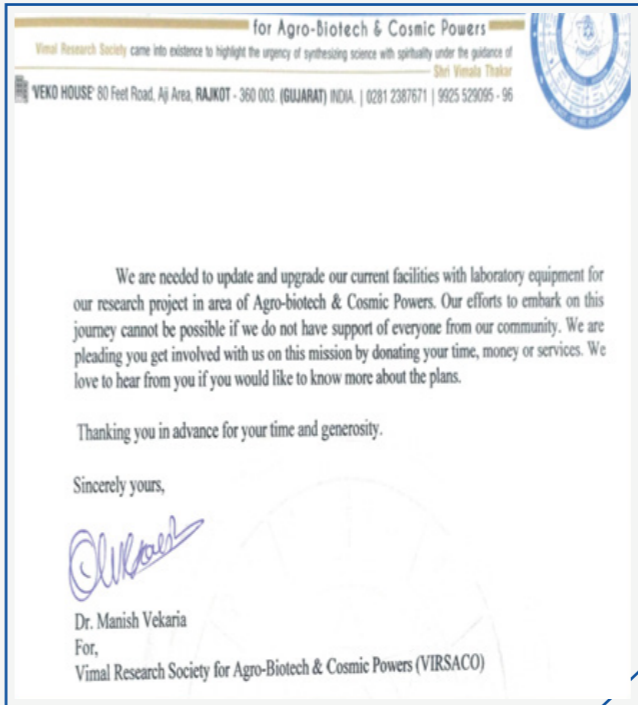 for Agro-Biotech & Cosmic Powers
Vimal Research Society came into existence to highlight the urgency of synthesizing science with spirituality under the guidance of
Shri Vimala Thakar
'VEKO HOUSE' 80 Feet Road, Aji Area, RAJKOT - 360 003. (GUJARAT) INDIA. | 0281 2387671 | 9925 529095 - 96
We are needed to update and upgrade our current facilities with laboratory equipment for
our research project in area of Agro-biotech & Cosmic Powers. Our efforts to embark on this
journey cannot be possible if we do not have support of everyone from our community. We are
pleading you get involved with us on this mission by donating your time, money or services. We
love to hear from you if you would like to know more about the plans.
Thanking you in advance for your time and generosity.
Sincerely yours,
Dr. Manish Vekaria
For,
Vimal Research Society for Agro-Biotech & Cosmic Powers (VIRSACO)